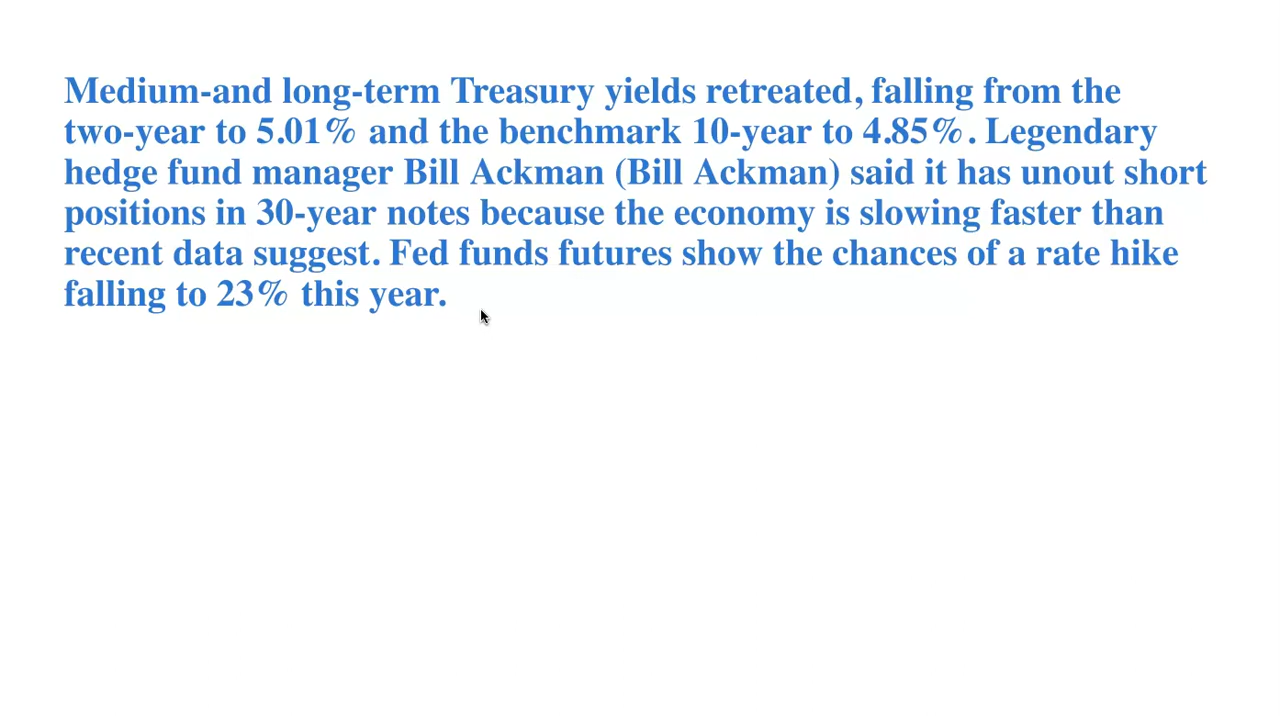 Medium-and long-term Treasury yields retreated, falling from the
two-year to 5.01% and the benchmark 10-year to 4.85%. Legendary
hedge fund manager Bill Ackman (Bill Ackman) said it has unout short
positions in 30-year notes because the economy is slowing faster than
recent data suggest. Fed funds futures show the chances of a rate hike
falling to 23% this year.